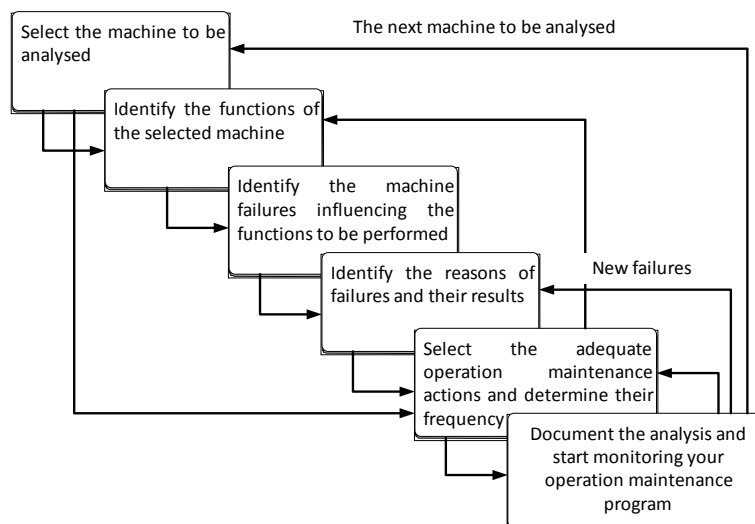 Select the machine to be
analysed
The next machine to be analysed
Identify the functions of
the selected machine
Identify the machine
failures influencing the
functions to be performed
Identify the reasons of
failures and their results
New failures
Select the adequate
operation maintenance
actions and determine their
frequency
Document the analysis and
start monitoring your
operation maintenance
program